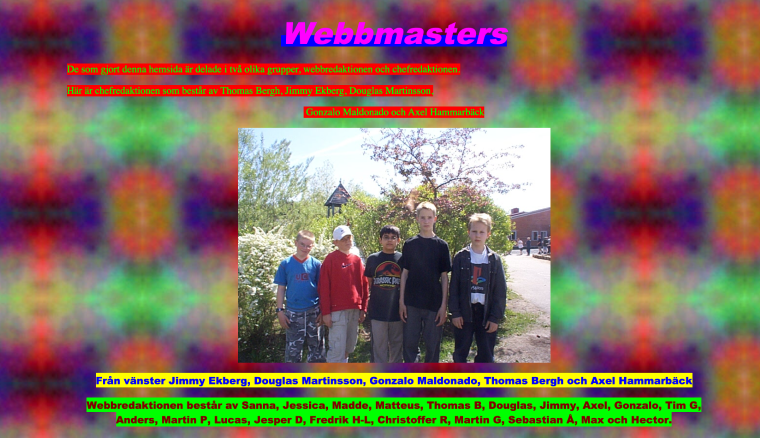 Webbmasters
De som gjort denna hemsida är delade i två olika grupper, webbredaktionen och chefredaktionen.
Här är chefredaktionen som består av Thomas Bergh, Jimmy Ekberg, Douglas Martinsson,
Gonzalo Maldonado och Axel Hammarbäck
Från vänster Jimmy Ekberg, Douglas Martinsson, Gonzalo Maldonado, Thomas Bergh och Axel Hammarbäck
Webbredaktionen består av Sanna, Jessica, Madde, Matteus, Thomas B, Douglas, Jimmy, Axel, Gonzalo, Tim G,
Anders, Martin P, Lucas, Jesper D, Fredrik H-L, Christoffer R, Martin G, Sebastian Å, Max och Hector.